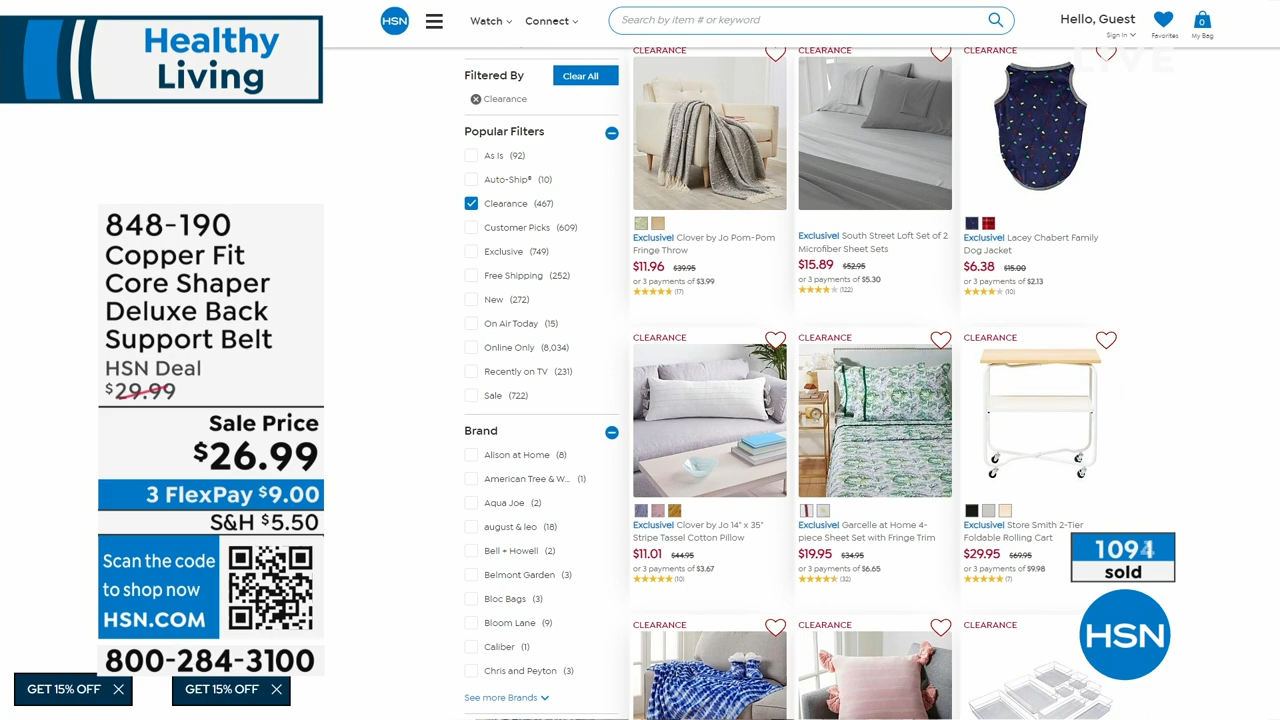 Healthy
Living
848-190
Copper Fit
Core Shaper
Deluxe Back
Support Belt
HSN Deal
$29.99
Sale Price
$26.99
3 FlexPay $9.00
S&H $5.50
Scan the code
to shop now
HSN.COM
800-284-3100
GET 15% OFF
GET 15% OFF
HSN
Watch
Connect
Search by item # or keyword
Hello, Guest
Sign In
Favorites
0
My Bag
LIVE
Filtered By
Clear All
Clearance
Popular Filters
As Is (92)
Auto-Ship® (10)
Clearance (467)
Customer Picks (609)
Exclusive (749)
Free Shipping (252)
New (272)
On Air Today (15)
Online Only (8,034)
Recently on TV (231)
Sale (722)
Brand
Alison at Home (8)
American Tree & W... (1)
Aqua Joe (2)
august & leo (18)
Bell + Howell (2)
Belmont Garden (3)
Bloc Bags (3)
Bloom Lane (9)
Caliber (1)
Chris and Peyton (3)
See more Brands
CLEARANCE
Exclusive! Clover by Jo Pom-Pom
Fringe Throw
$11.96 $39.95
or 3 payments of $3.99
(17)
CLEARANCE
Exclusive! South Street Loft Set of 2
Microfiber Sheet Sets
$15.89 $52.95
or 3 payments of $5.30
(122)
CLEARANCE
Exclusive! Lacey Chabert Family
Dog Jacket
$6.38 $15.00
or 3 payments of $2.13
(10)
CLEARANCE
Exclusive! Clover by Jo 14" x 35"
Stripe Tassel Cotton Pillow
$11.01 $44.95
or 3 payments of $3.67
(10)
CLEARANCE
Exclusive! Garcelle at Home 4-
piece Sheet Set with Fringe Trim
$19.95 $34.95
or 3 payments of $6.65
(32)
CLEARANCE
Exclusive! Store Smith 2-Tier
Foldable Rolling Cart
$29.95 $69.95
or 3 payments of $9.98
(7)
CLEARANCE
CLEARANCE
CLEARANCE
sold
HSN